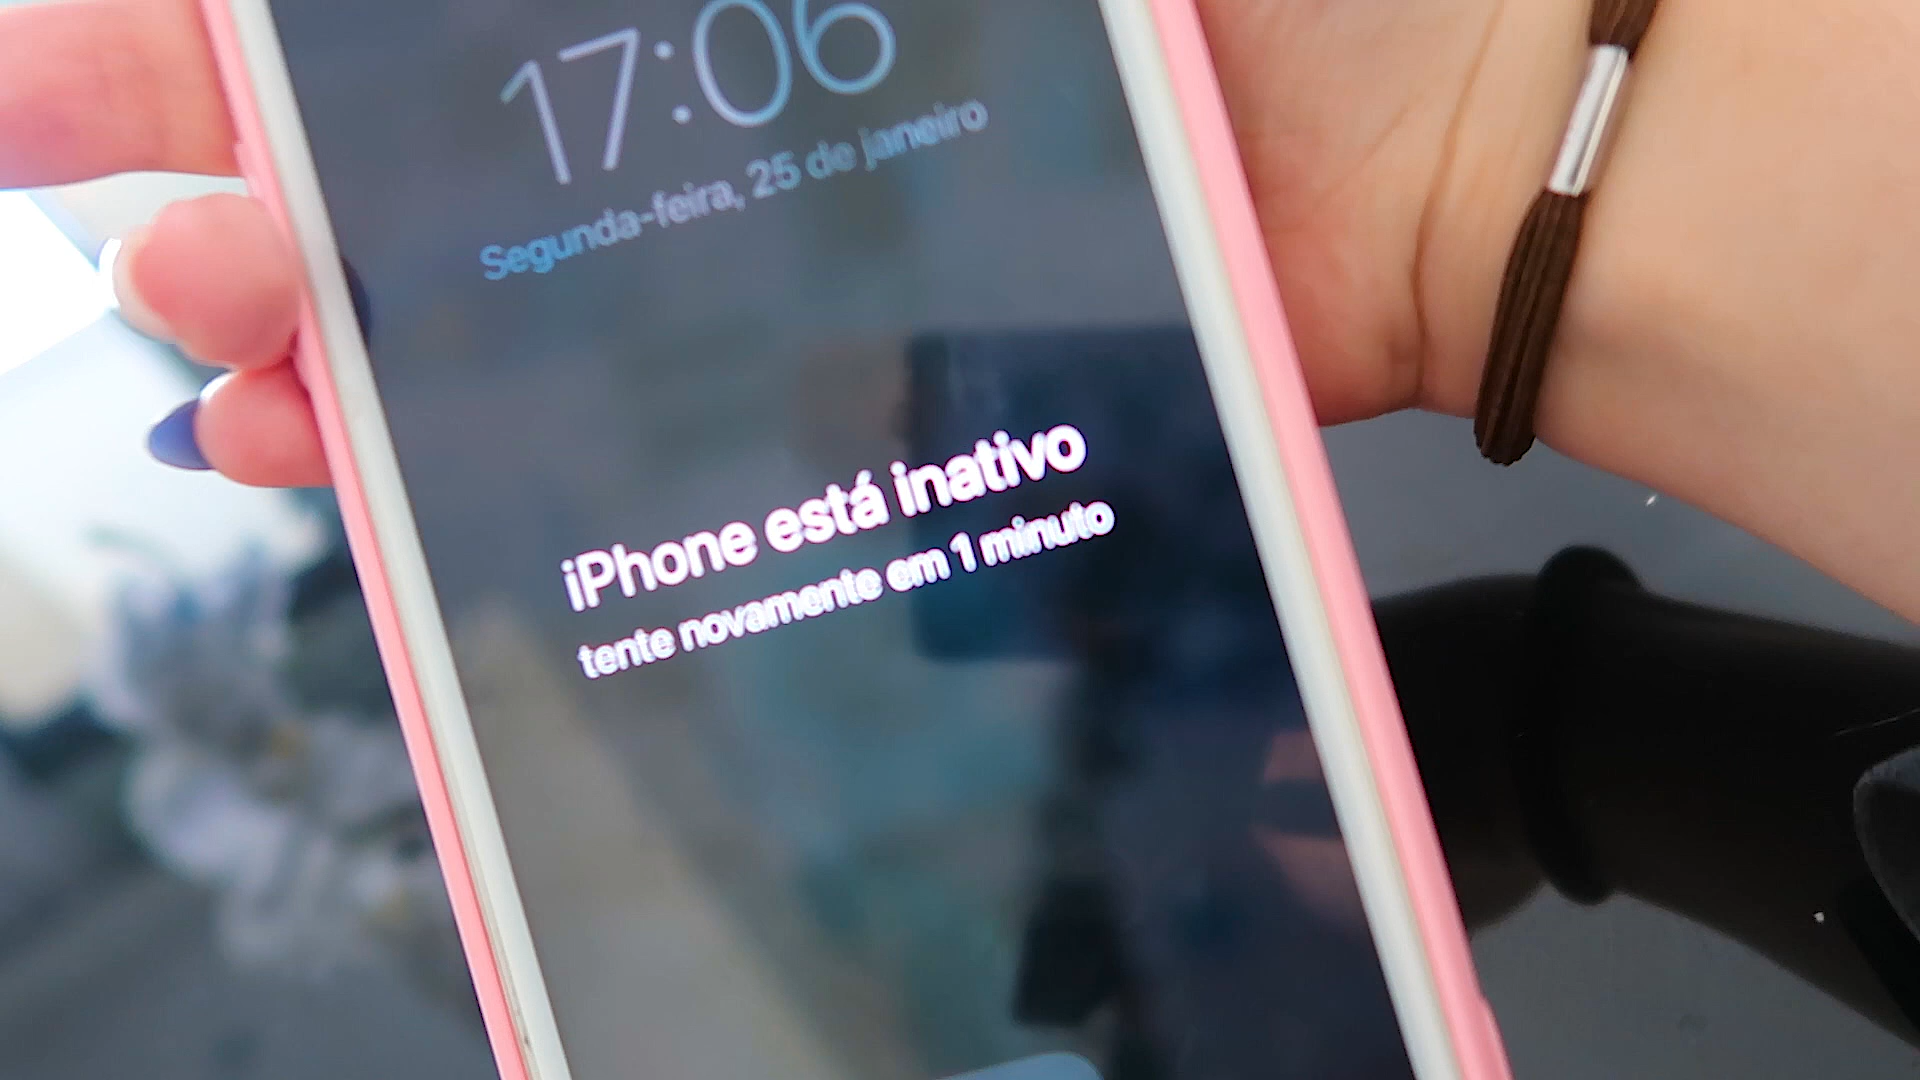 17:06
Segunda-feira, 25 de janeiro
iPhone está inativo
tente novamente em 1 minuto